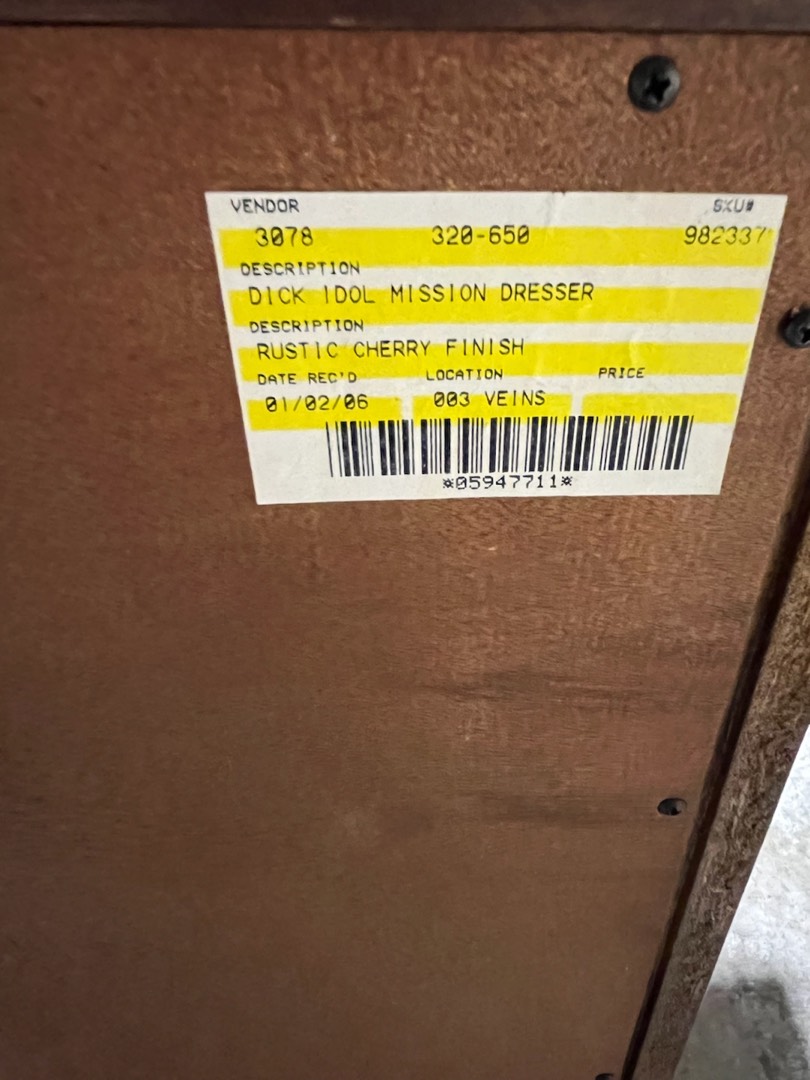 VENDOR SKU#
3078 320-650 982337
DESCRIPTION
DICK IDOL MISSION DRESSER
DESCRIPTION
RUSTIC CHERRY FINISH
DATE REC'D LOCATION PRICE
01/02/06 003 VEINS
*05947711*